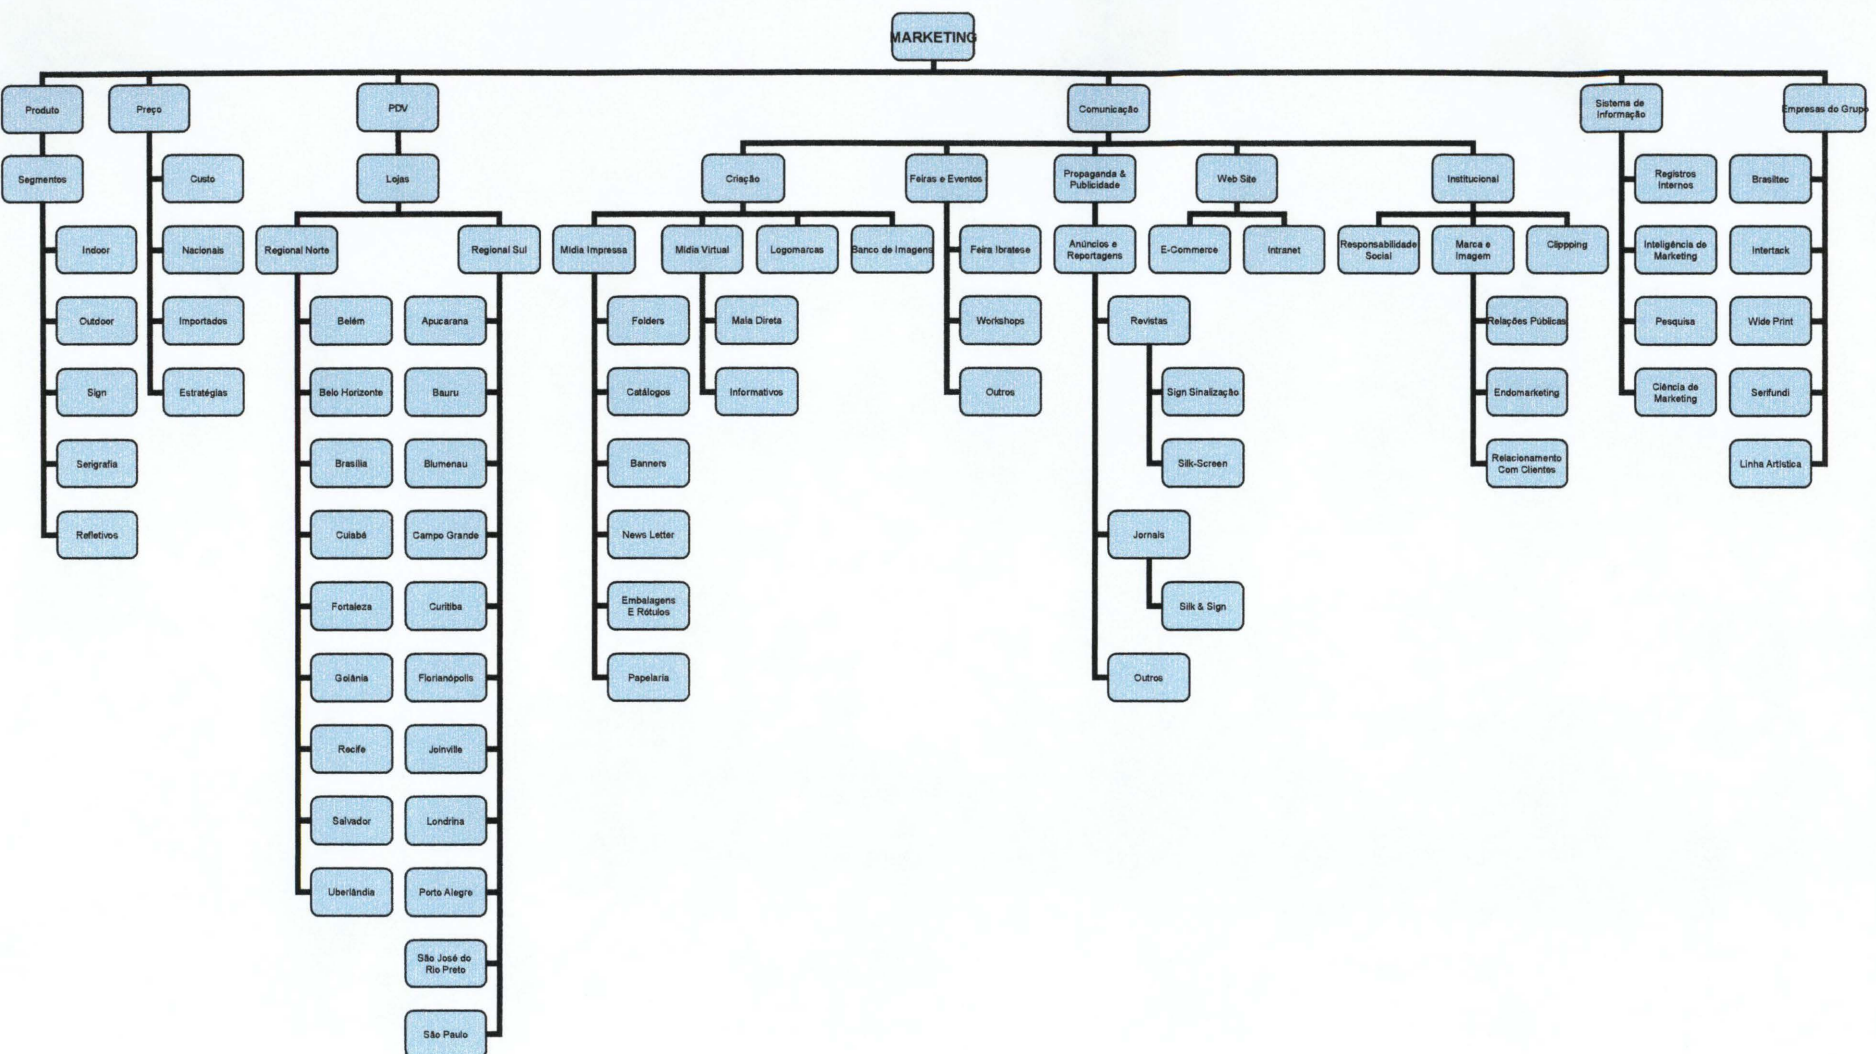 MARKETING
Produto
Preço
PDV
Comunicação
Sistema de
Informação
Empresas do Grupo
Segmentos
Custo
Lojas
Criação
Feiras e Eventos
Propaganda &
Publicidade
Web Site
Institucional
Registros
Internos
Brasiltec
Indoor
Nacionais
Regional Norte
Regional Sul
Mídia Impressa
Mídia Virtual
Logomarcas
Banco de Imagens
Feira Ibratese
Anúncios e
Reportagens
E-Commerce
Intranet
Responsabilidade
Social
Marca e
Imagem
Clippping
Inteligência de
Marketing
Intertack
Outdoor
Importados
Belém
Apucarana
Folders
Mala Direta
Workshops
Revistas
Relações Públicas
Pesquisa
Wide Print
Sign
Estratégias
Belo Horizonte
Bauru
Catálogos
Informativos
Outros
Sign Sinalização
Endomarketing
Ciência de
Marketing
Serifundi
Serigrafia
Brasília
Blumenau
Banners
Silk-Screen
Relacionamento
Com Clientes
Linha Artística
Refletivos
Cuiabá
Campo Grande
News Letter
Jornais
Fortaleza
Curitiba
Embalagens
E Rótulos
Silk & Sign
Goiânia
Florianópolis
Papelaria
Outros
Recife
Joinville
Salvador
Londrina
Uberlândia
Porto Alegre
São José do
Rio Preto
São Paulo